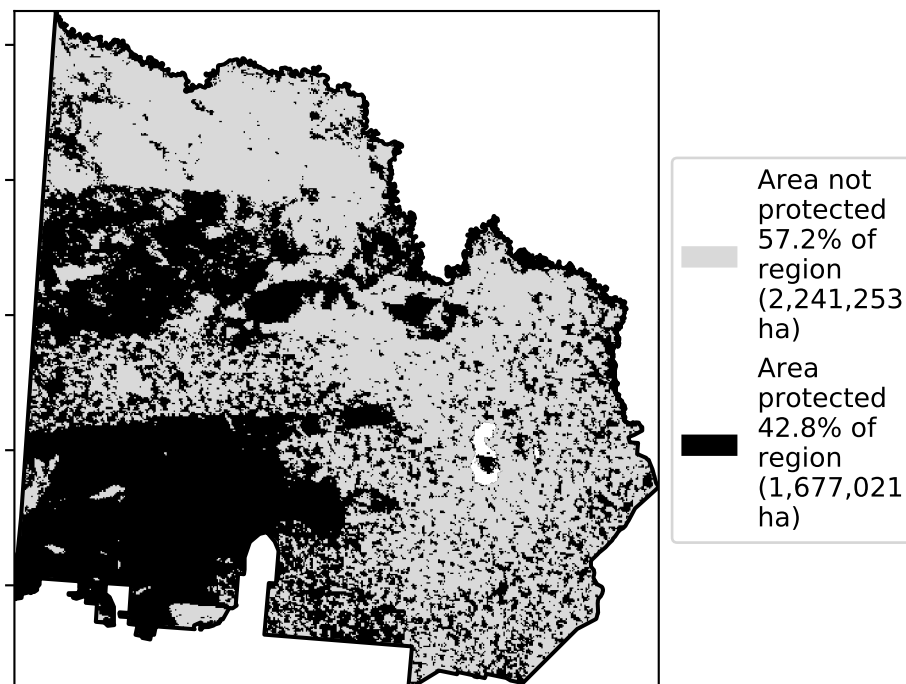 Area not
protected
57.2% of
region
(2,241,253
ha)
Area
protected
42.8% of
region
(1,677,021
ha)